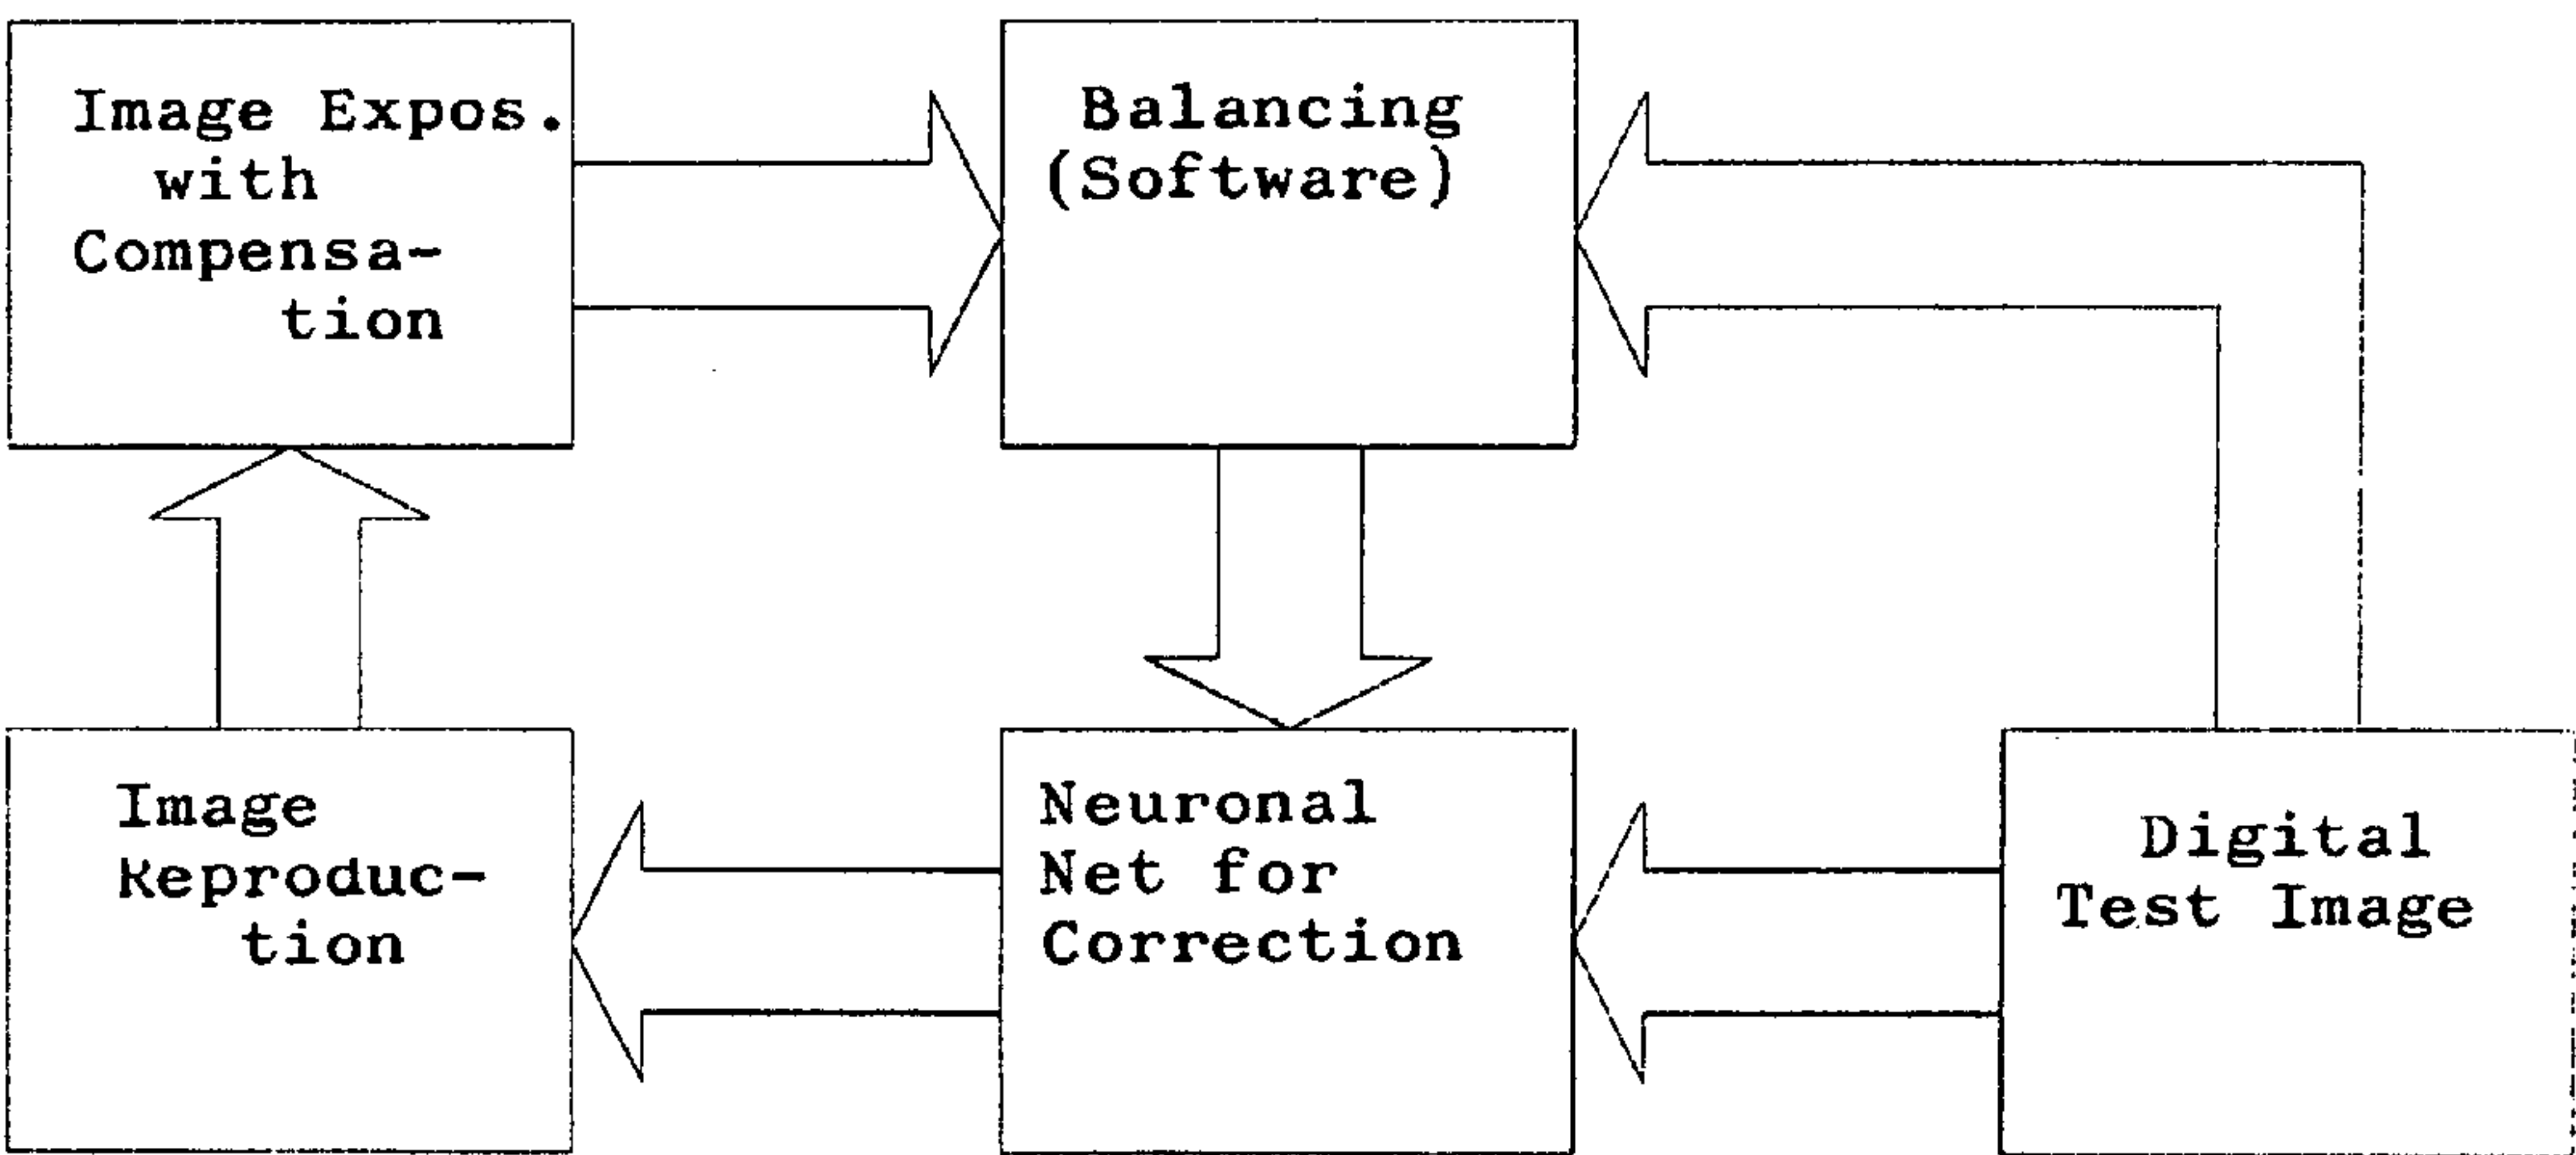 Image Expos.
with
Compensa-
tion
Balancing
(Software)
Image
Reproduc-
tion
Neuronal
Net for
Correction
Digital
Test Image